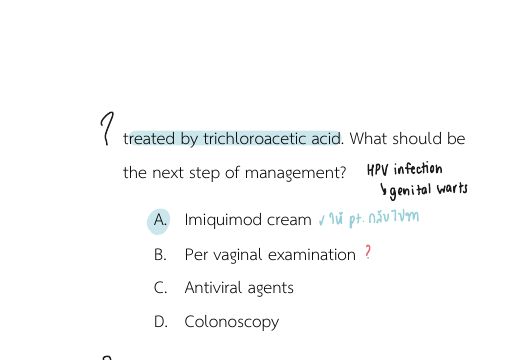 ?
treated by trichloroacetic acid. What should be
the next step of management?
HPV infection
↳ genital warts
A. Imiquimod cream ✓ ให้ pt. กลับไปทา
B. Per vaginal examination ?
C. Antiviral agents
D. Colonoscopy